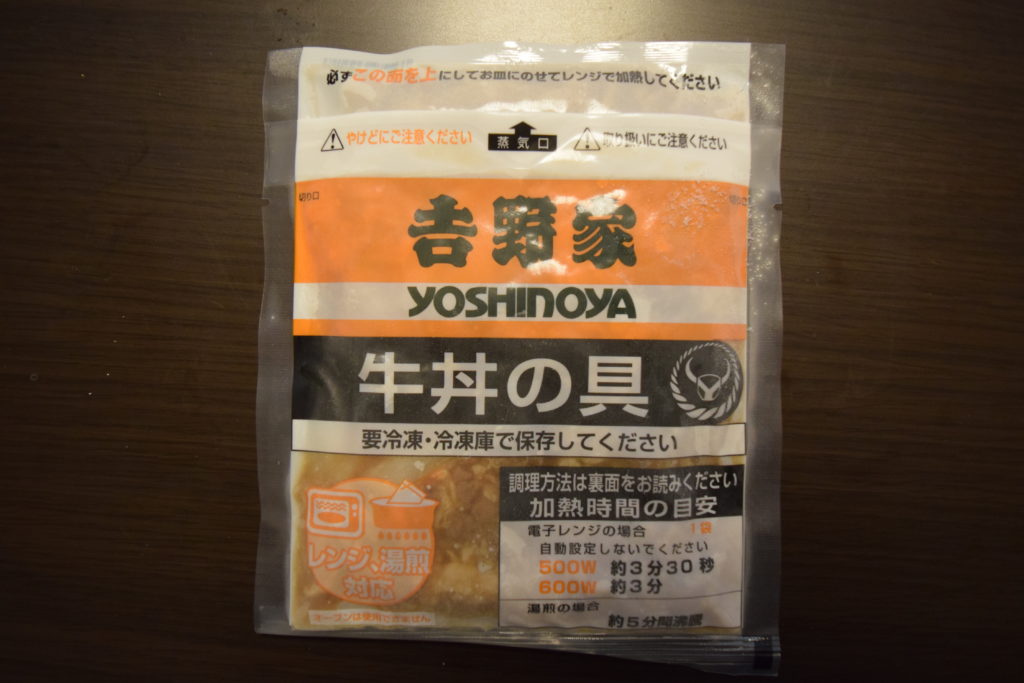 必ずこの面を上にしてお皿にのせてレンジで加熱してください
やけどにご注意ください
蒸気口
取り扱いにご注意ください
切り口
切り口
吉野家
YOSHINOYA
牛丼の具
要冷凍・冷凍庫で保存してください
調理方法は裏面をお読みください
加熱時間の目安
電子レンジの場合 1袋
自動設定しないでください
500W 約3分30秒
600W 約3分
湯煎の場合
約5分間沸騰
レンジ、湯煎
対応
オーブンは使用できません